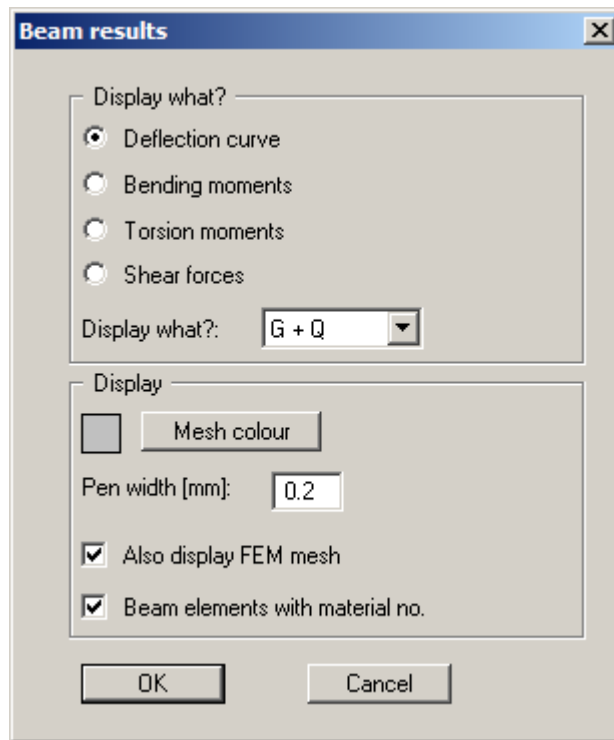 Beam results
Display what?
Deflection curve
Bending moments
Torsion moments
Shear forces
Display what?: G + Q
Display
Mesh colour
Pen width [mm]: 0.2
Also display FEM mesh
Beam elements with material no.
OK Cancel